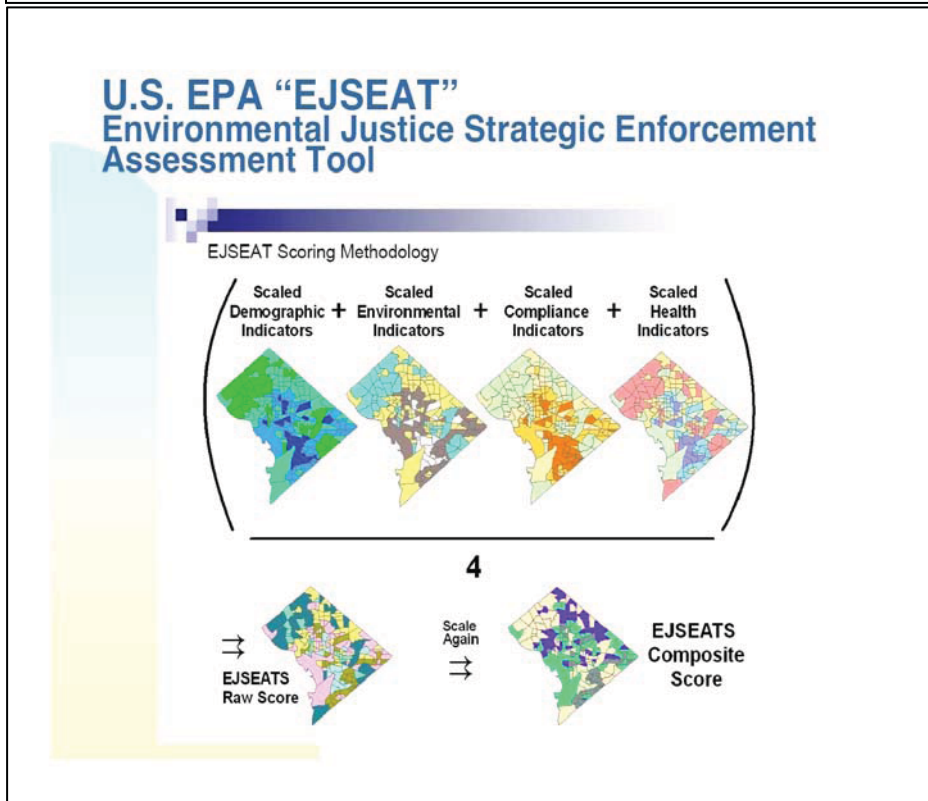 U.S. EPA “EJSEAT”
Environmental Justice Strategic Enforcement
Assessment Tool
EJSEAT Scoring Methodology
Scaled
Demographic
Indicators
+
Scaled
Environmental
Indicators
+
Scaled
Compliance
Indicators
+
Scaled
Health
Indicators
4
EJSEATS
Raw Score
Scale
Again
EJSEATS
Composite
Score